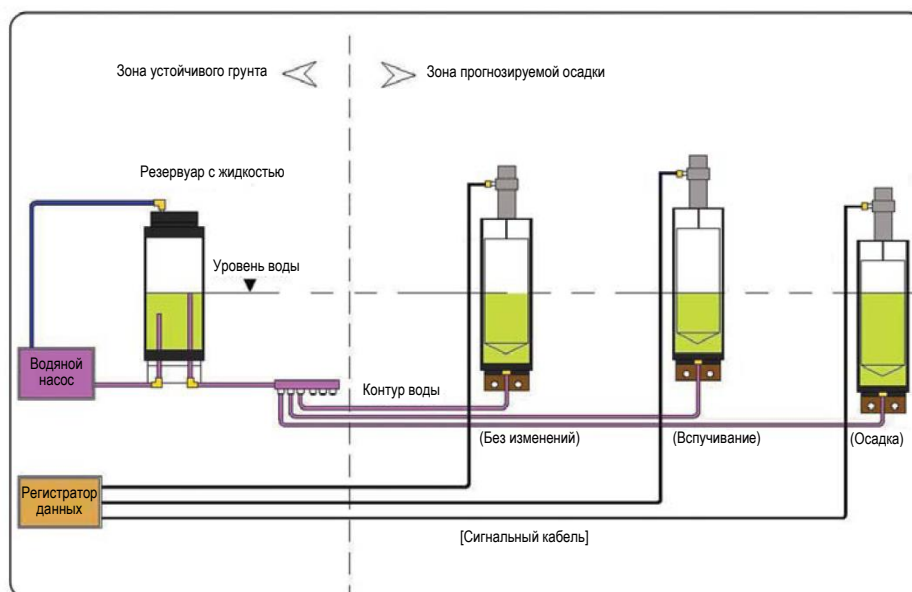 Зона устойчивого грунта
Зона прогнозируемой осадки
Резервуар с жидкостью
Уровень воды
Водяной
насос
Контур воды
(Без изменений)
(Вспучивание)
(Осадка)
Регистратор
данных
[Сигнальный кабель]